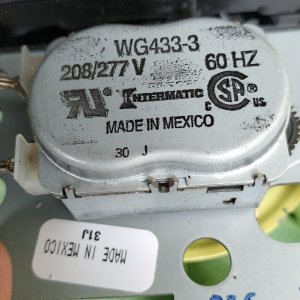 WG433-3
208/277 V 60 HZ
INTERMATIC
C US
MADE IN MEXICO
30 J
MADE IN MEXICO
31J